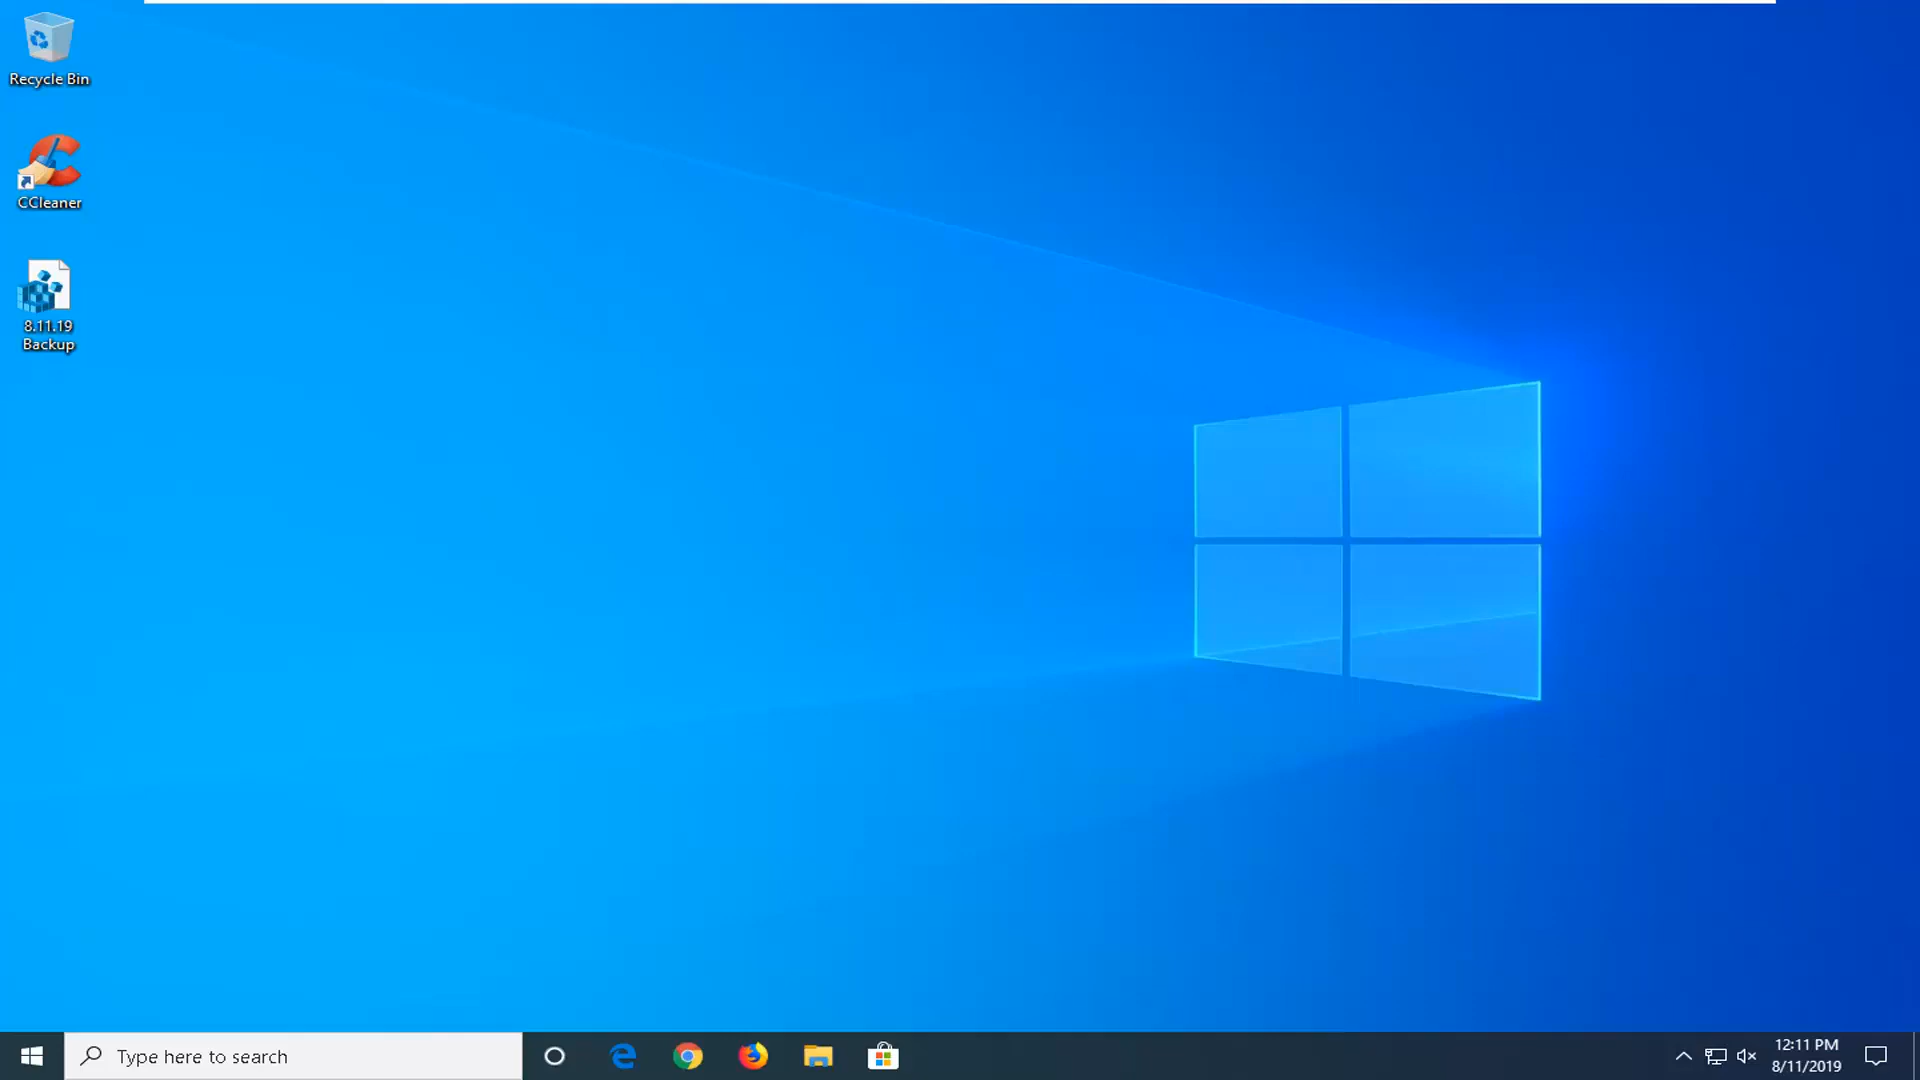 Recycle Bin
CCleaner
8.11.19
Backup
Type here to search
12:11 PM
8/11/2019